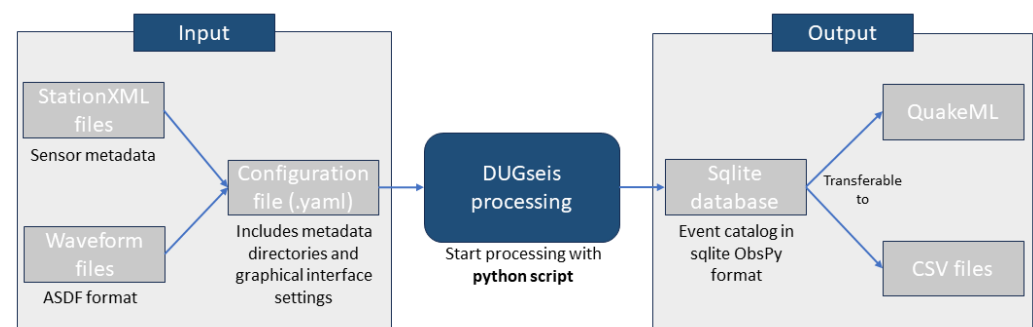 Input
StationXML
files
Sensor metadata
Waveform
files
ASDF format
Configuration
file (.yaml)
Includes metadata
directories and
graphical interface
settings
DUGseis
processing
Start processing with
python script
Output
Sqlite
database
Event catalog in
sqlite ObsPy
format
Transferable
to
QuakeML
CSV files